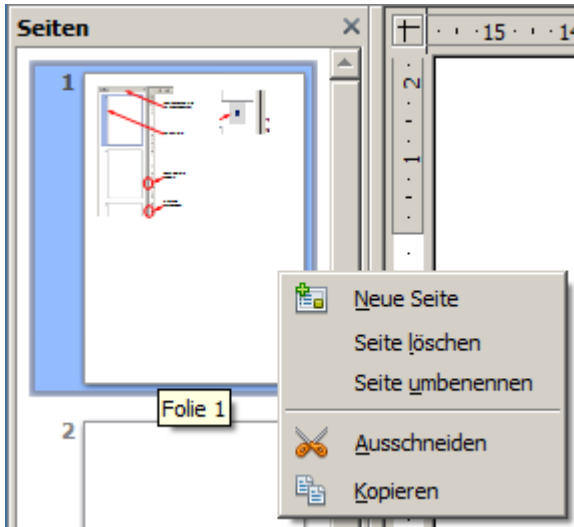 Seiten
15 14
1
2
1
Neue Seite
Seite löschen
Seite umbenennen
Folie 1
2
Ausschneiden
Kopieren